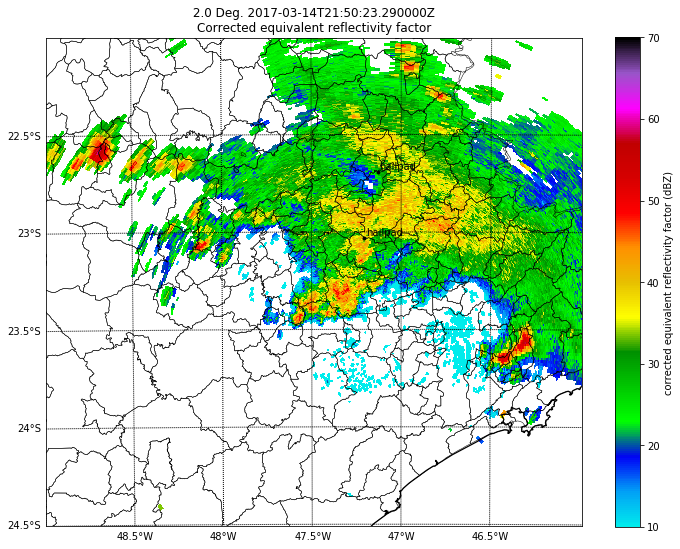 2.0 Deg. 2017-03-14T21:50:23.290000Z
Corrected equivalent reflectivity factor
22.5°S
23°S
23.5°S
24°S
24.5°S
48.5°W
48°W
47.5°W
47°W
46.5°W
hailpad
hailpad
70
60
50
40
30
20
10
corrected equivalent reflectivity factor (dBZ)